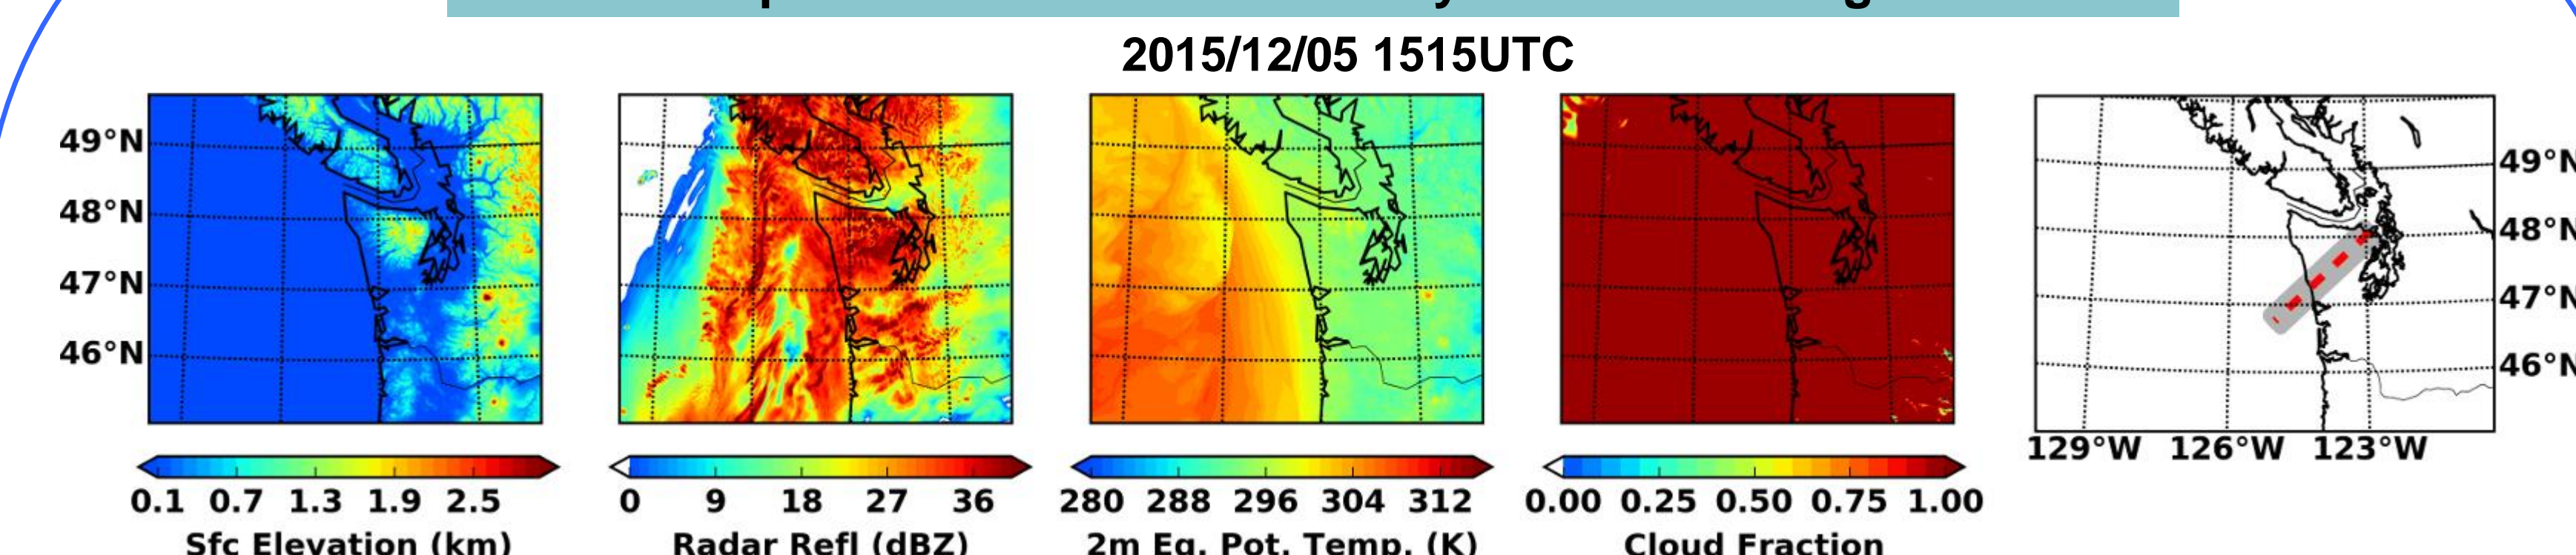 2015/12/05 1515UTC
49°N
48°N
47°N
46°N
49°N
48°N
47°N
46°N
129°W 126°W 123°W
0.1 0.7 1.3 1.9 2.5
Sfc Elevation (km)
0 9 18 27 36
Radar Refl (dBZ)
280 288 296 304 312
2m Eq. Pot. Temp. (K)
0.00 0.25 0.50 0.75 1.00
Cloud Fraction